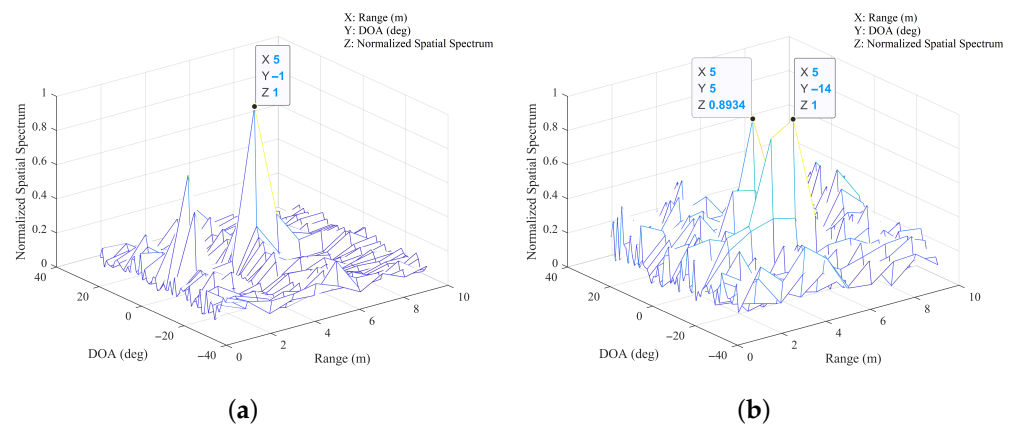 X: Range (m)
Y: DOA (deg)
Z: Normalized Spatial Spectrum
X 5
Y −1
Z 1
Normalized Spatial Spectrum
1
0.8
0.6
0.4
0.2
0
40
20
0
−20
−40
DOA (deg)
0
2
4
6
8
10
Range (m)
(a)
X: Range (m)
Y: DOA (deg)
Z: Normalized Spatial Spectrum
X 5
Y 5
Z 0.8934
X 5
Y −14
Z 1
Normalized Spatial Spectrum
1
0.8
0.6
0.4
0.2
0
40
20
0
−20
−40
DOA (deg)
0
2
4
6
8
10
Range (m)
(b)